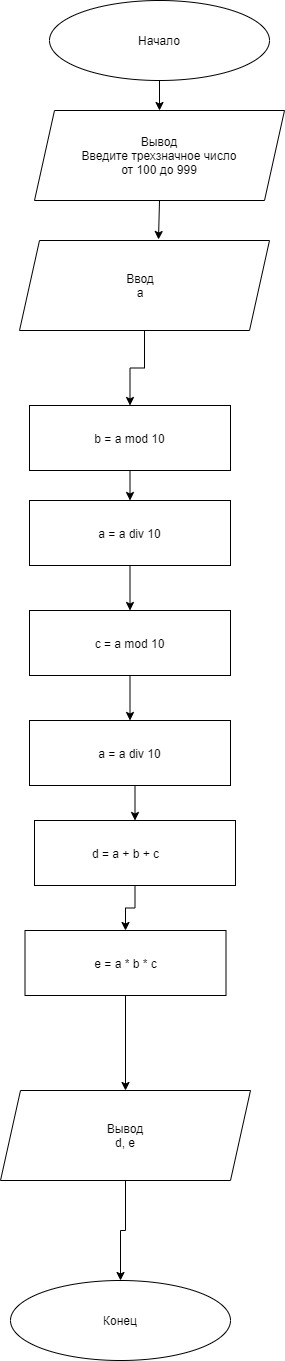 Начало
Вывод
Введите трехзначное число
от 100 до 999
Ввод
a
b = a mod 10
a = a div 10
c = a mod 10
a = a div 10
d = a + b + c
e = a * b * c
Вывод
d, e
Конец